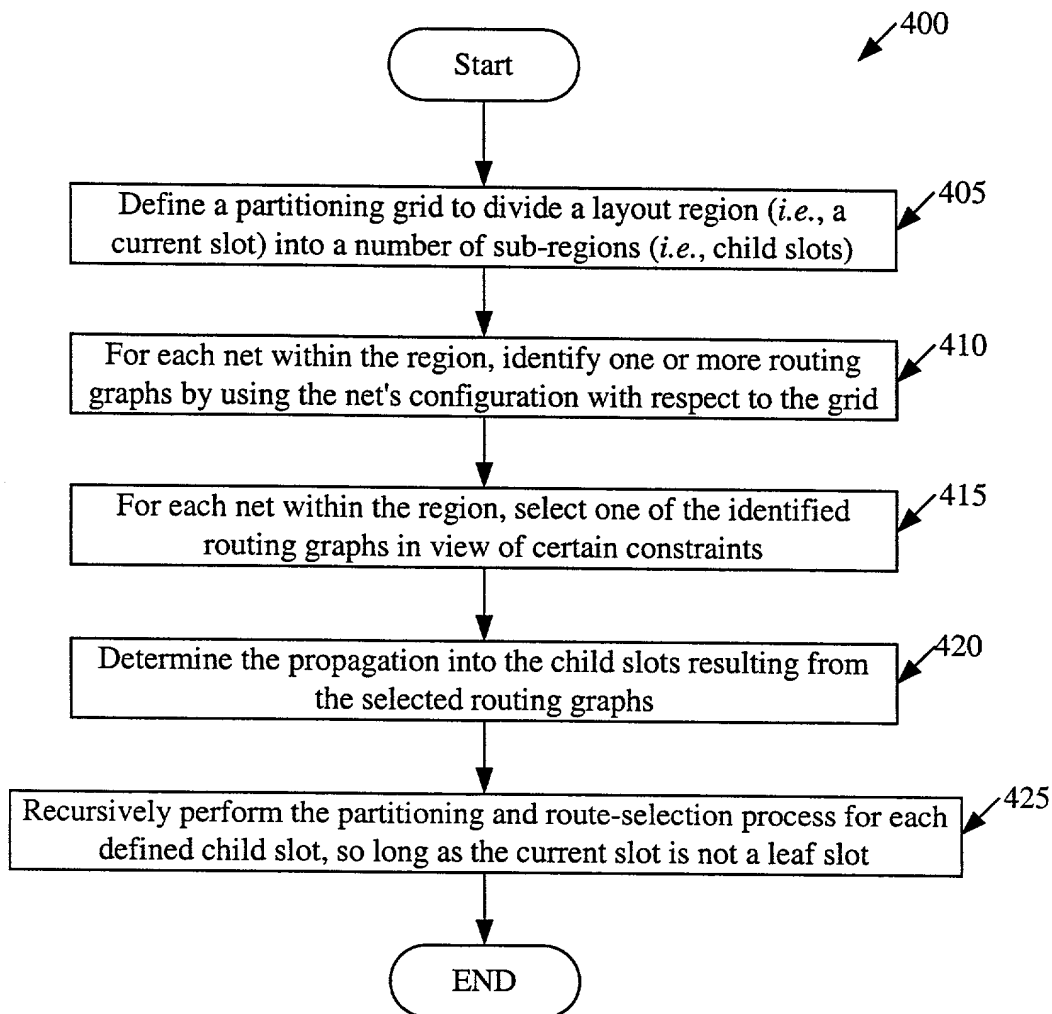 400
Start
405
Define a partitioning grid to divide a layout region (i.e., a
current slot) into a number of sub-regions (i.e., child slots)
410
For each net within the region, identify one or more routing
graphs by using the net's configuration with respect to the grid
415
For each net within the region, select one of the identified
routing graphs in view of certain constraints
420
Determine the propagation into the child slots resulting from
the selected routing graphs
425
Recursively perform the partitioning and route-selection process for each
defined child slot, so long as the current slot is not a leaf slot
END